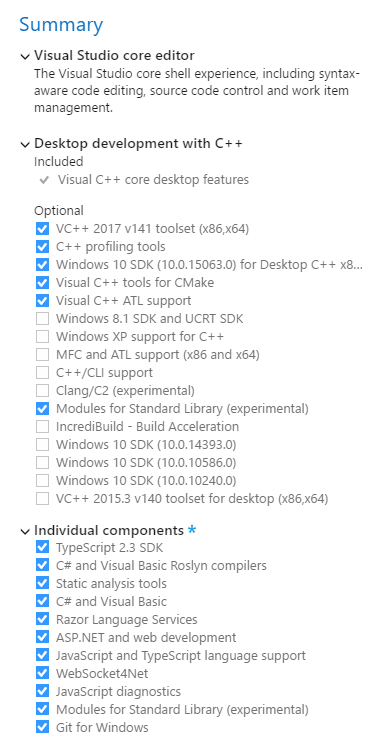 Summary
Visual Studio core editor
The Visual Studio core shell experience, including syntax-
aware code editing, source code control and work item
management.
Desktop development with C++
Included
Visual C++ core desktop features
Optional
VC++ 2017 v141 toolset (x86,x64)
C++ profiling tools
Windows 10 SDK (10.0.15063.0) for Desktop C++ x8...
Visual C++ tools for CMake
Visual C++ ATL support
Windows 8.1 SDK and UCRT SDK
Windows XP support for C++
MFC and ATL support (x86 and x64)
C++/CLI support
Clang/C2 (experimental)
Modules for Standard Library (experimental)
IncrediBuild - Build Acceleration
Windows 10 SDK (10.0.14393.0)
Windows 10 SDK (10.0.10586.0)
Windows 10 SDK (10.0.10240.0)
VC++ 2015.3 v140 toolset for desktop (x86,x64)
Individual components *
TypeScript 2.3 SDK
C# and Visual Basic Roslyn compilers
Static analysis tools
C# and Visual Basic
Razor Language Services
ASP.NET and web development
JavaScript and TypeScript language support
WebSocket4Net
JavaScript diagnostics
Modules for Standard Library (experimental)
Git for Windows